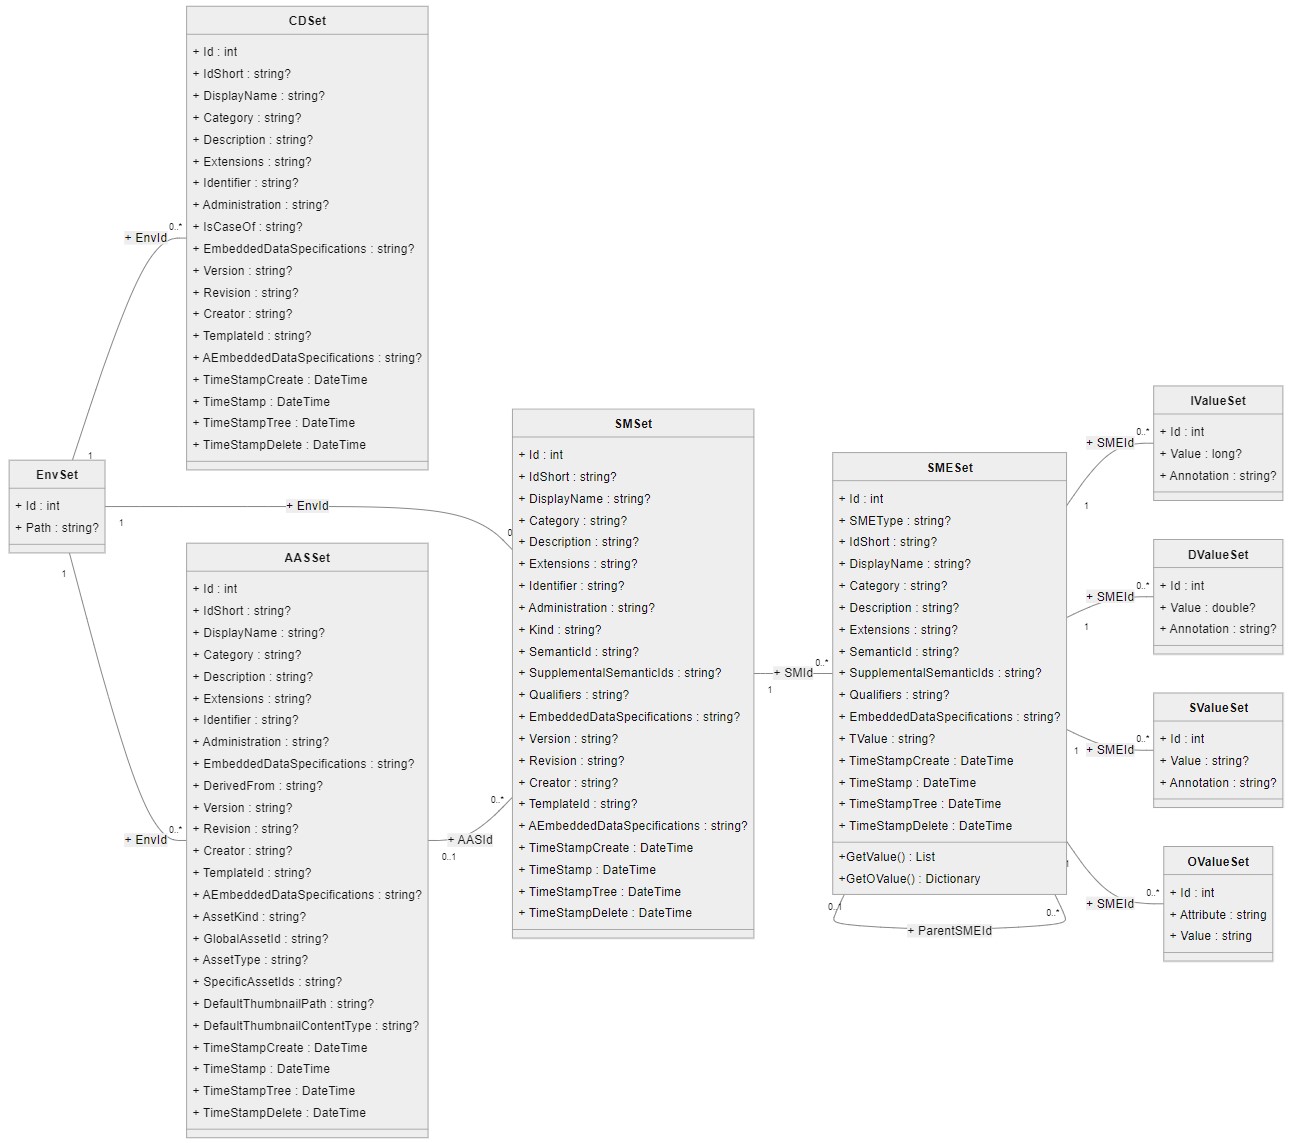 CDSet
+ Id : int
+ IdShort : string?
+ DisplayName : string?
+ Category : string?
+ Description : string?
+ Extensions : string?
+ Identifier : string?
+ Administration : string?
+ IsCaseOf : string?
+ EmbeddedDataSpecifications : string?
+ Version : string?
+ Revision : string?
+ Creator : string?
+ TemplateId : string?
+ AEmbeddedDataSpecifications : string?
+ TimeStampCreate : DateTime
+ TimeStamp : DateTime
+ TimeStampTree : DateTime
+ TimeStampDelete : DateTime
0..*
+ EnvId
1
EnvSet
+ Id : int
+ Path : string?
1
+ EnvId
0
1
+ EnvId
0..*
AASSet
+ Id : int
+ IdShort : string?
+ DisplayName : string?
+ Category : string?
+ Description : string?
+ Extensions : string?
+ Identifier : string?
+ Administration : string?
+ EmbeddedDataSpecifications : string?
+ DerivedFrom : string?
+ Version : string?
+ Revision : string?
+ Creator : string?
+ TemplateId : string?
+ AEmbeddedDataSpecifications : string?
+ AssetKind : string?
+ GlobalAssetId : string?
+ AssetType : string?
+ SpecificAssetIds : string?
+ DefaultThumbnailPath : string?
+ DefaultThumbnailContentType : string?
+ TimeStampCreate : DateTime
+ TimeStamp : DateTime
+ TimeStampTree : DateTime
+ TimeStampDelete : DateTime
0..*
+ AASId
0..1
SMSet
+ Id : int
+ IdShort : string?
+ DisplayName : string?
+ Category : string?
+ Description : string?
+ Extensions : string?
+ Identifier : string?
+ Administration : string?
+ Kind : string?
+ SemanticId : string?
+ SupplementalSemanticIds : string?
+ Qualifiers : string?
+ EmbeddedDataSpecifications : string?
+ Version : string?
+ Revision : string?
+ Creator : string?
+ TemplateId : string?
+ AEmbeddedDataSpecifications : string?
+ TimeStampCreate : DateTime
+ TimeStamp : DateTime
+ TimeStampTree : DateTime
+ TimeStampDelete : DateTime
0..*
+ SMId
1
SMESet
+ Id : int
+ SMEType : string?
+ IdShort : string?
+ DisplayName : string?
+ Category : string?
+ Description : string?
+ Extensions : string?
+ SemanticId : string?
+ SupplementalSemanticIds : string?
+ Qualifiers : string?
+ EmbeddedDataSpecifications : string?
+ TValue : string?
+ TimeStampCreate : DateTime
+ TimeStamp : DateTime
+ TimeStampTree : DateTime
+ TimeStampDelete : DateTime
+GetValue() : List
+GetOValue() : Dictionary
0..1
0..*
+ ParentSMEId
0..*
+ SMEId
1
IValueSet
+ Id : int
+ Value : long?
+ Annotation : string?
0..*
+ SMEId
1
DValueSet
+ Id : int
+ Value : double?
+ Annotation : string?
0..*
+ SMEId
1
SValueSet
+ Id : int
+ Value : string?
+ Annotation : string?
1
0..*
+ SMEId
OValueSet
+ Id : int
+ Attribute : string
+ Value : string